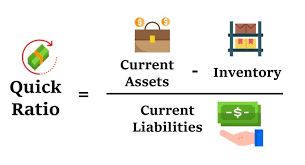 Quick
Ratio
=
Current
Assets
-
Inventory
Current
Liabilities
-$-